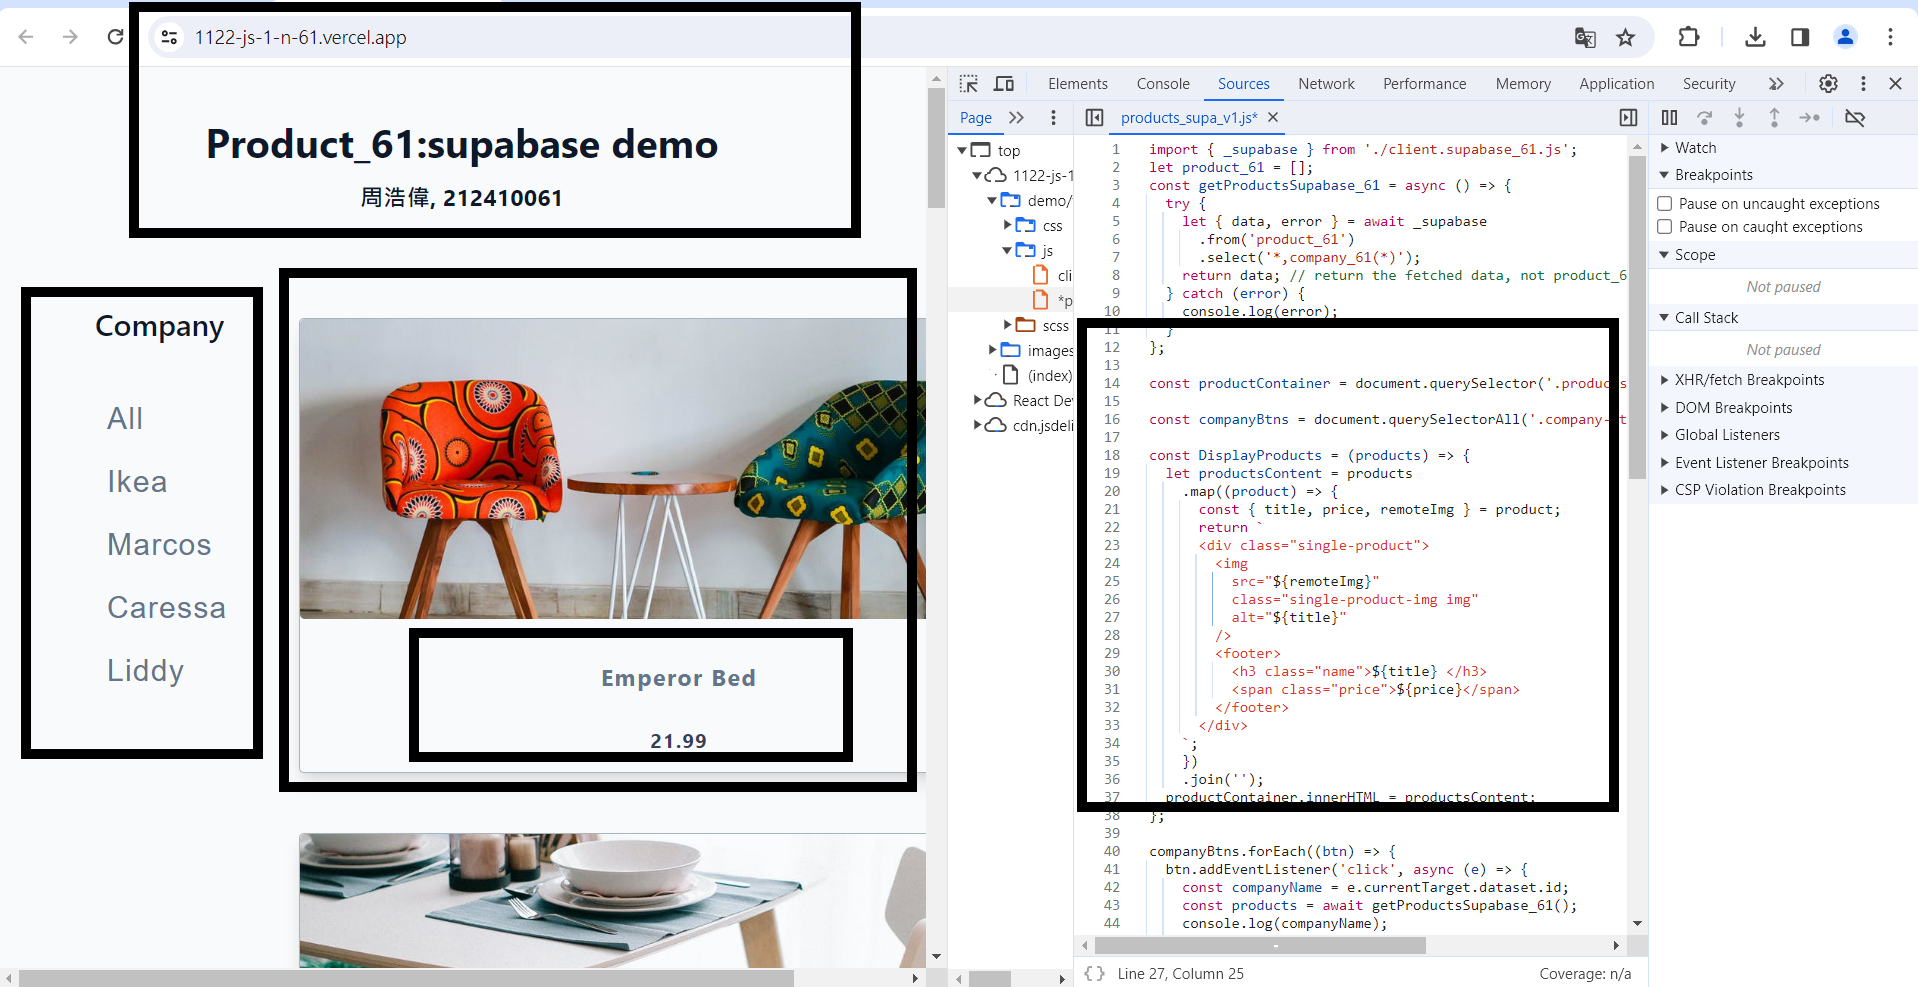 1122-js-1-n-61.vercel.app
Product_61:supabase demo
周浩偉, 212410061
Company
All
Ikea
Marcos
Caressa
Liddy
Emperor Bed
21.99
Elements Console Sources Network Performance Memory Application Security
Page
products_supa_v1.js*
top
1122-js-1
demo/
css
js
cli
*p
scss
images
(index)
React De
cdn.jsdeli
1 import { _supabase } from './client.supabase_61.js';
2 let product_61 = [];
3 const getProductsSupabase_61 = async () => {
4 try {
5 let { data, error } = await _supabase
6 .from('product_61')
7 .select('*,company_61(*)');
8 return data; // return the fetched data, not product_6
9 } catch (error) {
10 console.log(error);
11 }
12 };
13
14 const productContainer = document.querySelector('.products
15
16 const companyBtns = document.querySelectorAll('.company-
17
18 const DisplayProducts = (products) => {
19 let productsContent = products
20 .map((product) => {
21 const { title, price, remoteImg } = product;
22 return `
23 <div class="single-product">
24 <img
25 src="${remoteImg}"
26 class="single-product-img img"
27 alt="${title}"
28 />
29 <footer>
30 <h3 class="name">${title} </h3>
31 <span class="price">${price}</span>
32 </footer>
33 </div>
34 `;
35 })
36 .join('');
37 productContainer.innerHTML = productsContent;
38 };
39
40 companyBtns.forEach((btn) => {
41 btn.addEventListener('click', async (e) => {
42 const companyName = e.currentTarget.dataset.id;
43 const products = await getProductsSupabase_61();
44 console.log(companyName);
{ } Line 27, Column 25 Coverage: n/a
Watch
Breakpoints
Pause on uncaught exceptions
Pause on caught exceptions
Scope
Not paused
Call Stack
Not paused
XHR/fetch Breakpoints
DOM Breakpoints
Global Listeners
Event Listener Breakpoints
CSP Violation Breakpoints